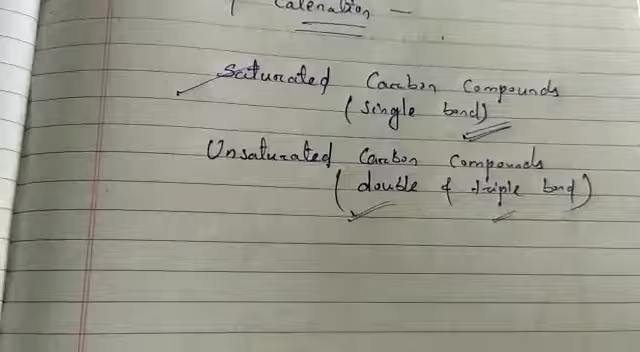 Catenation —
Saturated Carbon Compounds
(single bond)
Unsaturated Carbon Compounds
(double & triple bond)